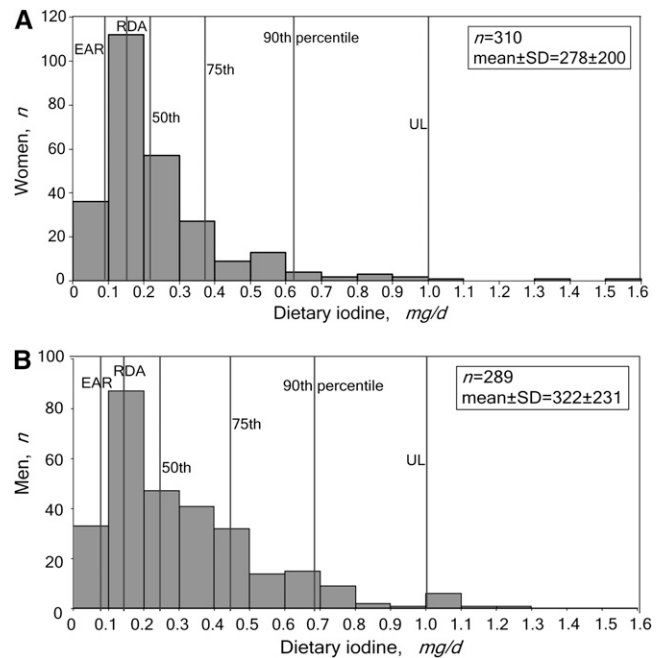 A
120
100
80
60
40
20
0
Women, n
EAR
RDA
50th
75th
90th percentile
UL
n=310
mean±SD=278±200
0 0.1 0.2 0.3 0.4 0.5 0.6 0.7 0.8 0.9 1.0 1.1 1.2 1.3 1.4 1.5 1.6
Dietary iodine, mg/d
B
100
80
60
40
20
0
Men, n
EAR
RDA
50th
75th
90th percentile
UL
n=289
mean±SD=322±231
0 0.1 0.2 0.3 0.4 0.5 0.6 0.7 0.8 0.9 1.0 1.1 1.2 1.3 1.4 1.5 1.6
Dietary iodine, mg/d